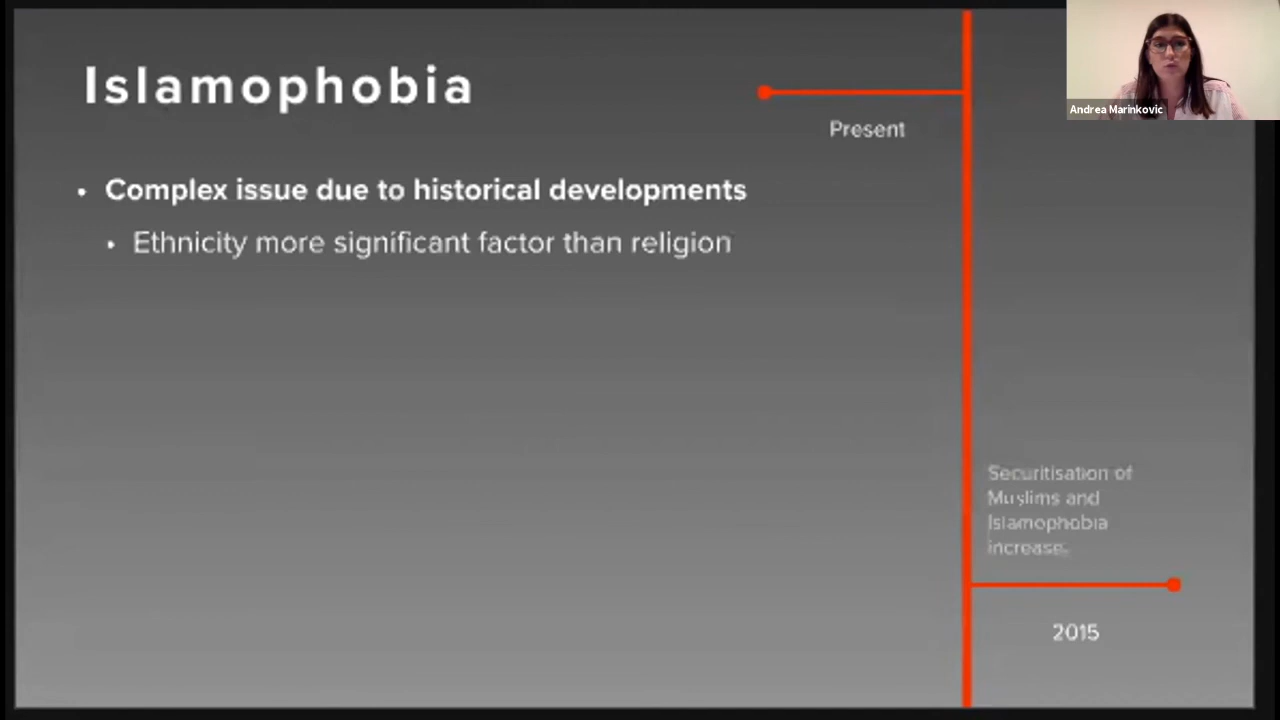 Islamophobia
Present
Andrea Marinkovic
• Complex issue due to historical developments
• Ethnicity more significant factor than religion
Securitisation of
Muslims and
Islamophobia
increase.
2015